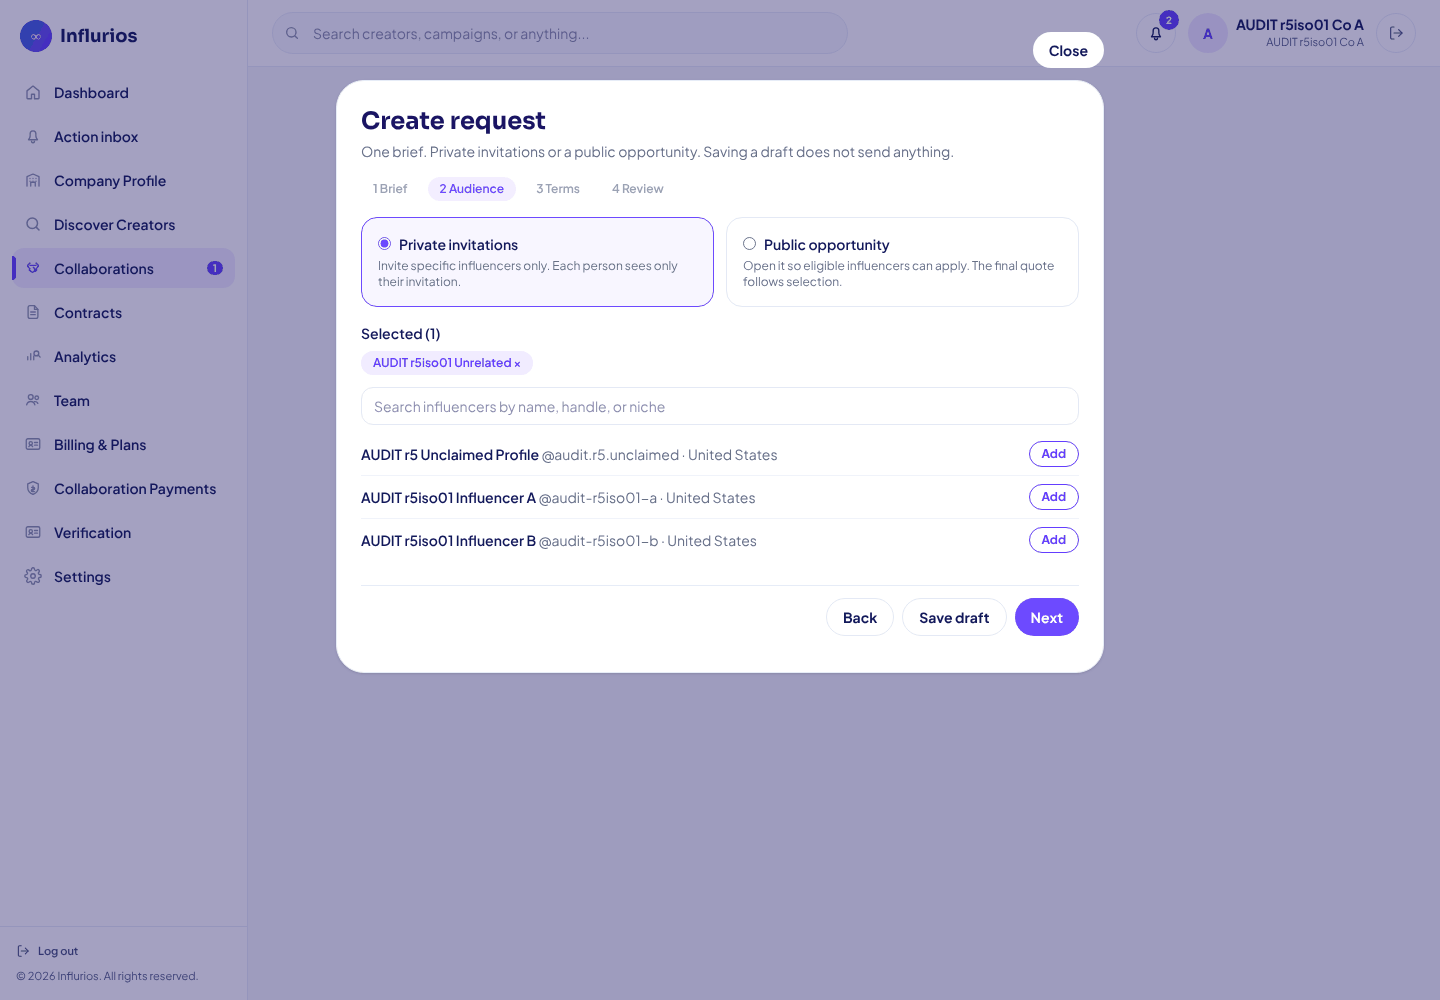 Influrios
Dashboard
Action inbox
Company Profile
Discover Creators
Collaborations 1
Contracts
Analytics
Team
Billing & Plans
Collaboration Payments
Verification
Settings
Log out
© 2026 Influrios. All rights reserved.
Search creators, campaigns, or anything...
2
A
AUDIT r5iso01 Co A
AUDIT r5iso01 Co A
Close
Create request
One brief. Private invitations or a public opportunity. Saving a draft does not send anything.
1 Brief 2 Audience 3 Terms 4 Review
Private invitations
Invite specific influencers only. Each person sees only
their invitation.
Public opportunity
Open it so eligible influencers can apply. The final quote
follows selection.
Selected (1)
AUDIT r5iso01 Unrelated ×
Search influencers by name, handle, or niche
AUDIT r5 Unclaimed Profile @audit.r5.unclaimed · United States Add
AUDIT r5iso01 Influencer A @audit-r5iso01-a · United States Add
AUDIT r5iso01 Influencer B @audit-r5iso01-b · United States Add
Back Save draft Next